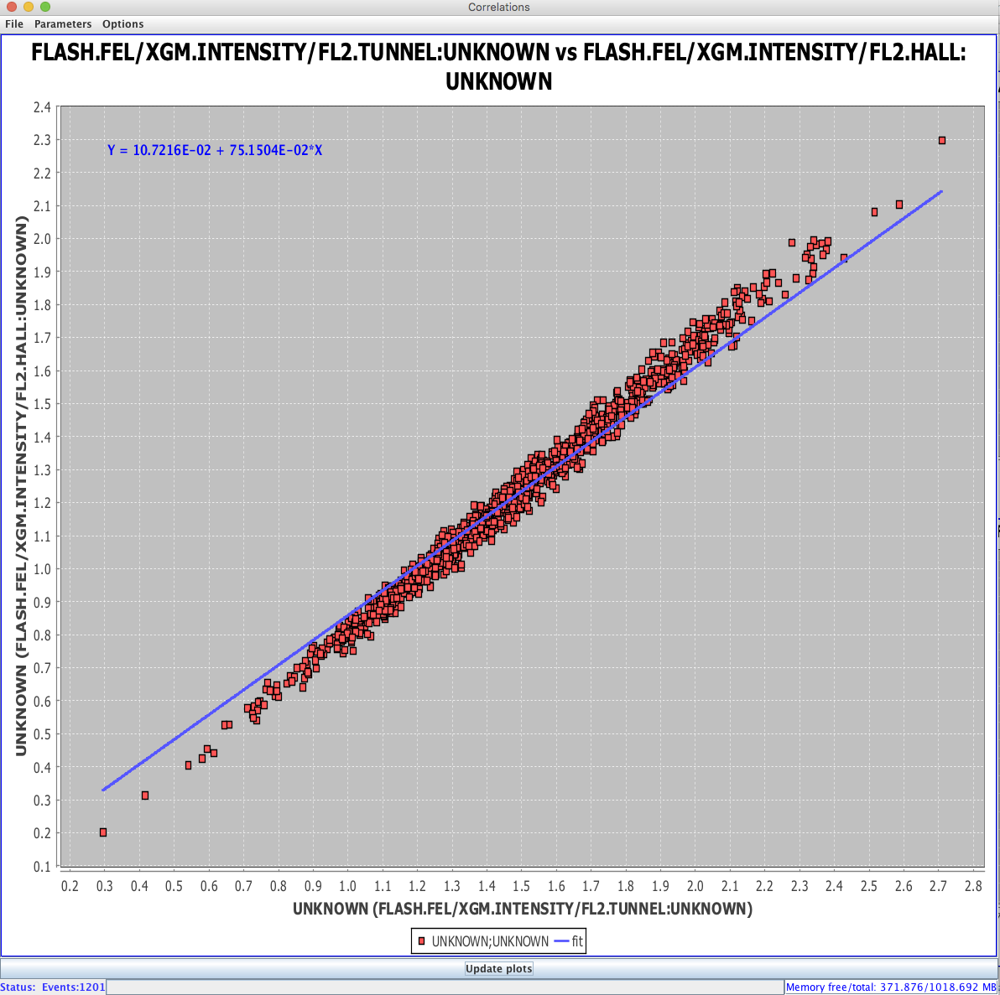 Correlations
File Parameters Options
FLASH.FEL/XGM.INTENSITY/FL2.TUNNEL:UNKNOWN vs FLASH.FEL/XGM.INTENSITY/FL2.HALL:
UNKNOWN
Y = 10.7216E-02 + 75.1504E-02*X
UNKNOWN (FLASH.FEL/XGM.INTENSITY/FL2.HALL:UNKNOWN)
2.4
2.3
2.2
2.1
2.0
1.9
1.8
1.7
1.6
1.5
1.4
1.3
1.2
1.1
1.0
0.9
0.8
0.7
0.6
0.5
0.4
0.3
0.2
0.1
0.2 0.3 0.4 0.5 0.6 0.7 0.8 0.9 1.0 1.1 1.2 1.3 1.4 1.5 1.6 1.7 1.8 1.9 2.0 2.1 2.2 2.3 2.4 2.5 2.6 2.7 2.8
UNKNOWN (FLASH.FEL/XGM.INTENSITY/FL2.TUNNEL:UNKNOWN)
UNKNOWN;UNKNOWN fit
Update plots
Status: Events:1201 Memory free/total: 371.876/1018.692 MB